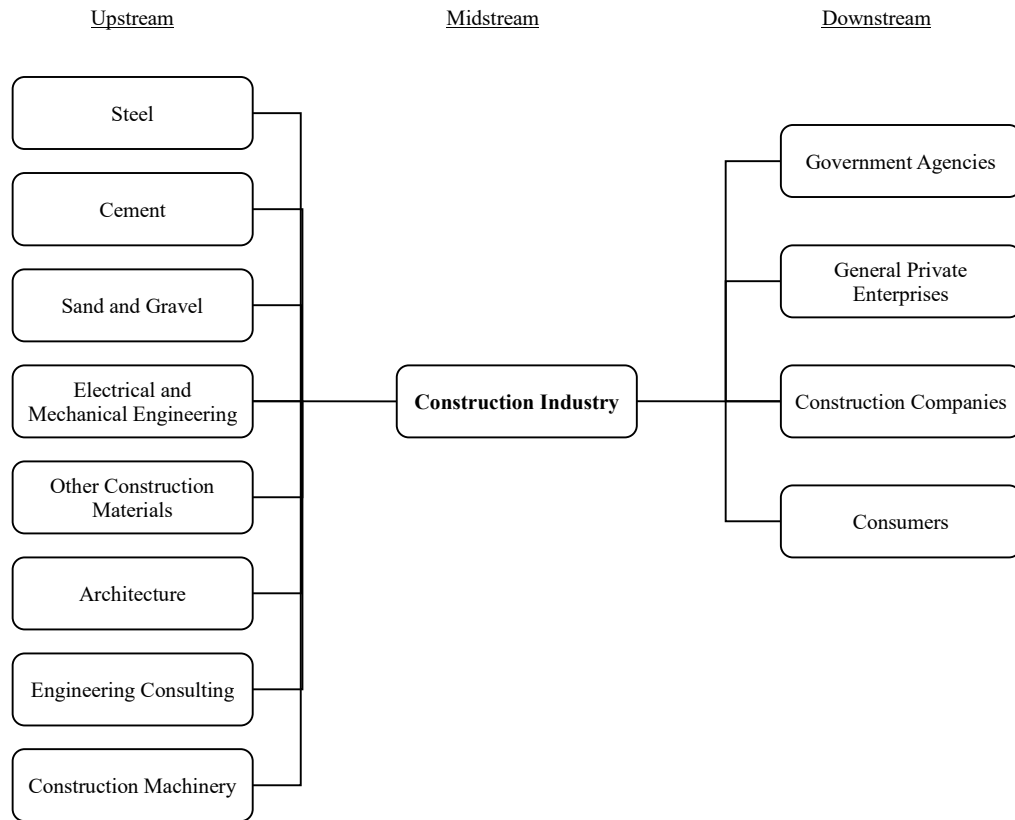 Upstream
Midstream
Downstream
Steel
Cement
Sand and Gravel
Electrical and
Mechanical Engineering
Other Construction
Materials
Architecture
Engineering Consulting
Construction Machinery
Construction Industry
Government Agencies
General Private
Enterprises
Construction Companies
Consumers